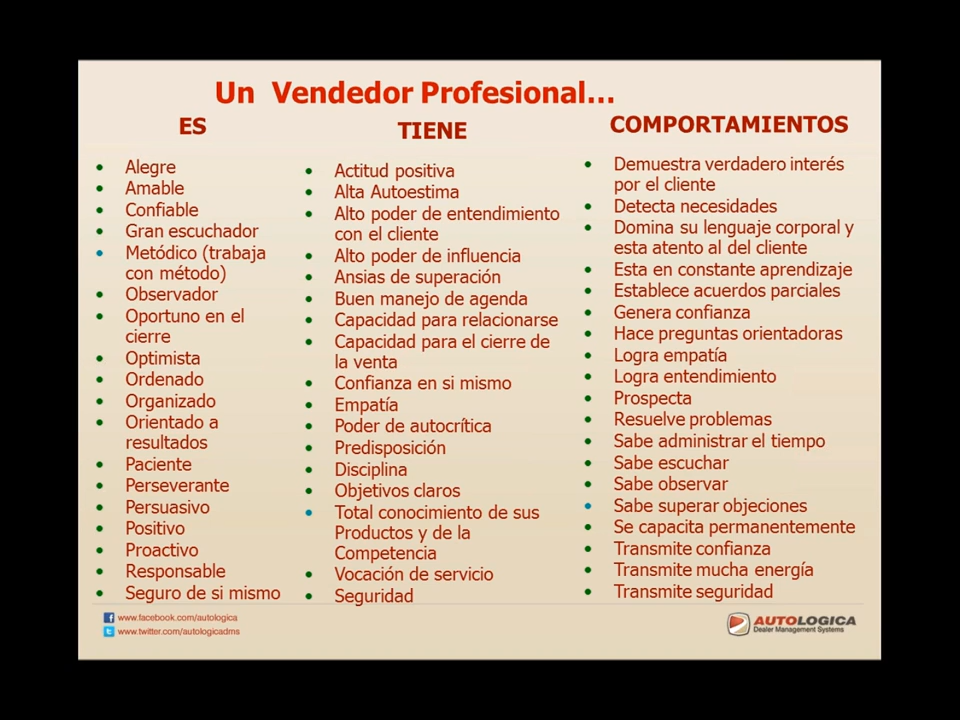 Un Vendedor Profesional...
ES
Alegre
Amable
Confiable
Gran escuchador
Metódico (trabaja
con método)
Observador
Oportuno en el
cierre
Optimista
Ordenado
Organizado
Orientado a
resultados
Paciente
Perseverante
Persuasivo
Positivo
Proactivo
Responsable
Seguro de si mismo
TIENE
Actitud positiva
Alta Autoestima
Alto poder de entendimiento
con el cliente
Alto poder de influencia
Ansias de superación
Buen manejo de agenda
Capacidad para relacionarse
Capacidad para el cierre de
la venta
Confianza en si mismo
Empatía
Poder de autocrítica
Predisposición
Disciplina
Objetivos claros
Total conocimiento de sus
Productos y de la
Competencia
Vocación de servicio
Seguridad
COMPORTAMIENTOS
Demuestra verdadero interés
por el cliente
Detecta necesidades
Domina su lenguaje corporal y
esta atento al del cliente
Esta en constante aprendizaje
Establece acuerdos parciales
Genera confianza
Hace preguntas orientadoras
Logra empatía
Logra entendimiento
Prospecta
Resuelve problemas
Sabe administrar el tiempo
Sabe escuchar
Sabe observar
Sabe superar objeciones
Se capacita permanentemente
Transmite confianza
Transmite mucha energía
Transmite seguridad
www.facebook.com/autologica
www.twitter.com/autologicadms
AUTOLOGICA
Dealer Management Systems